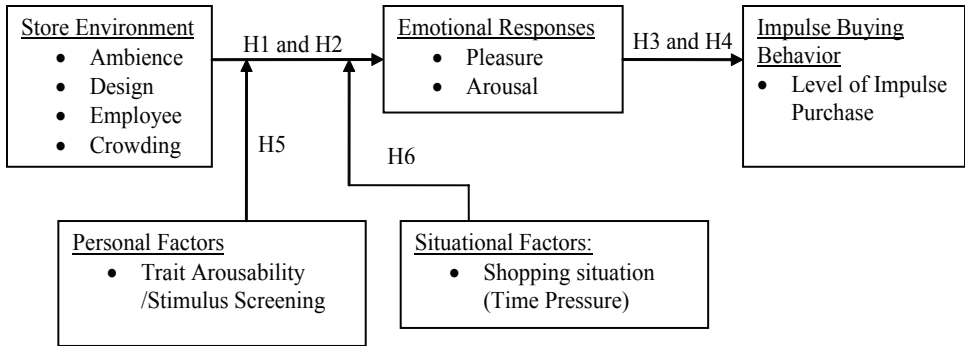 Store Environment
• Ambience
• Design
• Employee
• Crowding
H1 and H2
Emotional Responses
• Pleasure
• Arousal
H3 and H4
Impulse Buying
Behavior
• Level of Impulse
Purchase
H5
H6
Personal Factors
• Trait Arousability
/Stimulus Screening
Situational Factors:
• Shopping situation
(Time Pressure)